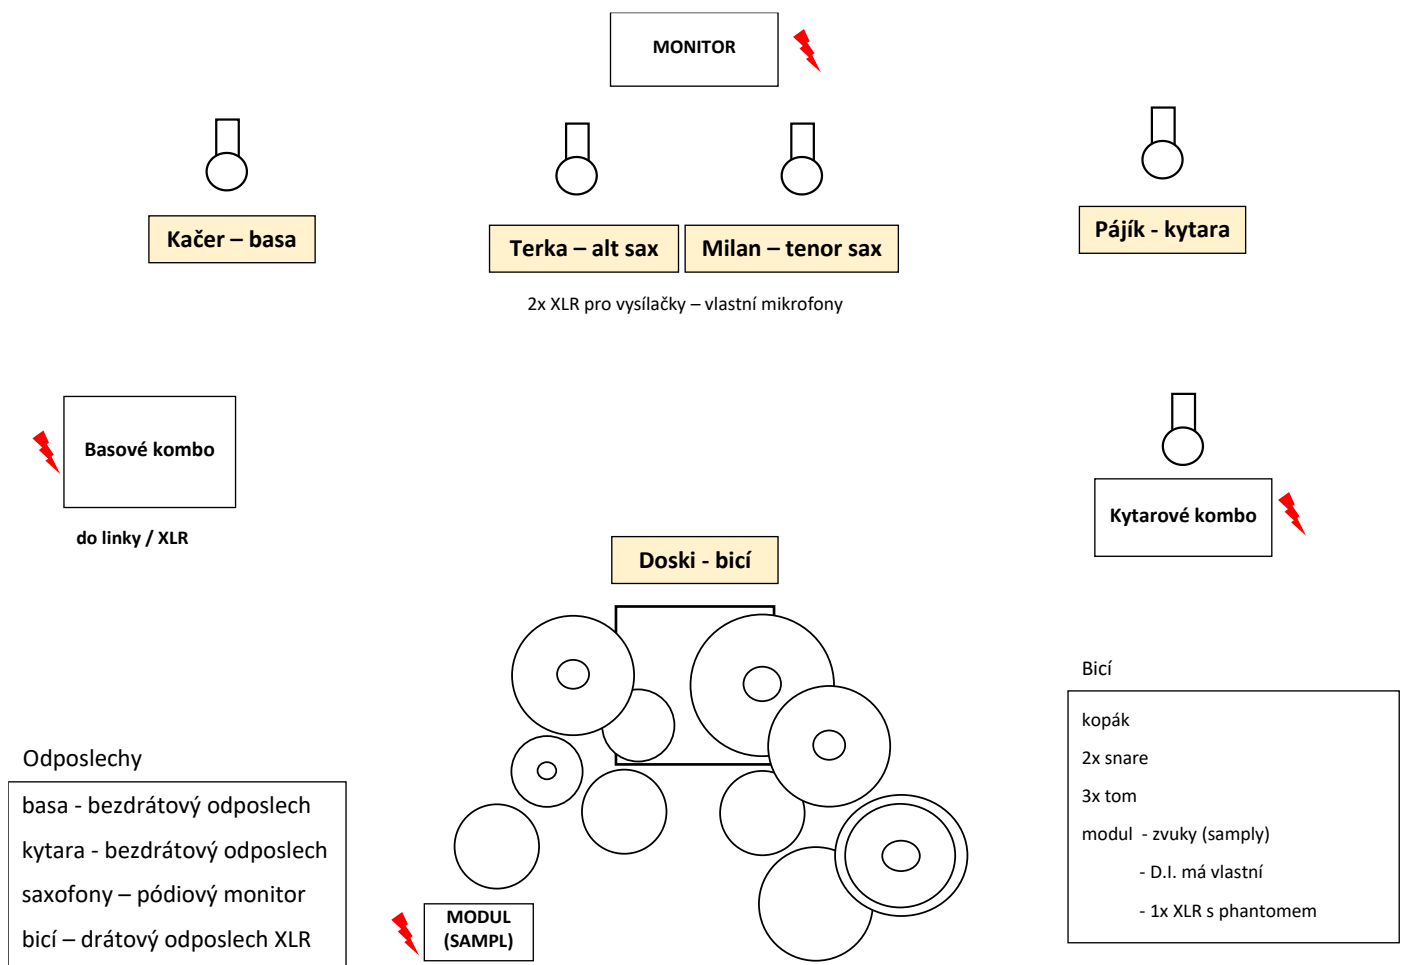 MONITOR
Kačer – basa
Terka – alt sax
Milan – tenor sax
Pájík - kytara
2x XLR pro vysílačky – vlastní mikrofony
Basové kombo
do linky / XLR
Kytarové kombo
Doski - bicí
Odposlechy
basa - bezdrátový odposlech
kytara - bezdrátový odposlech
saxofony – pódiový monitor
bicí – drátový odposlech XLR
MODUL
(SAMPL)
Bicí
kopák
2x snare
3x tom
modul - zvuky (samply)
- D.I. má vlastní
- 1x XLR s phantomem